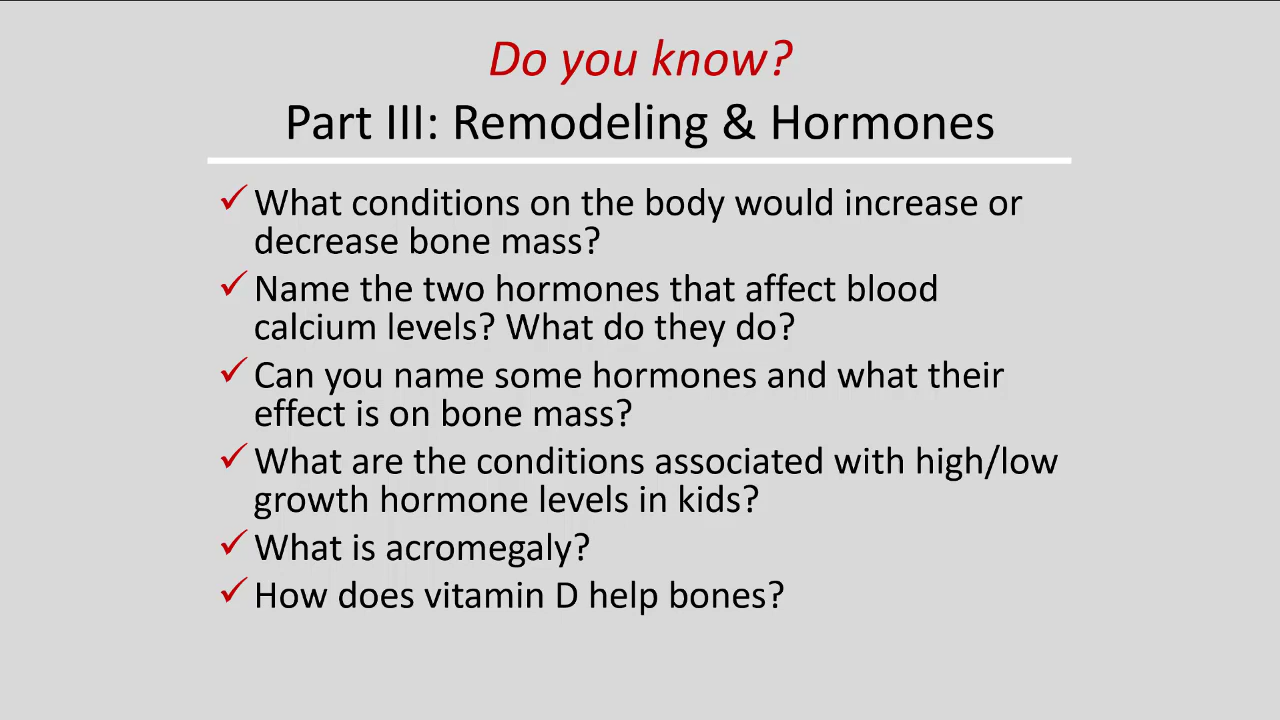 Do you know?
Part III: Remodeling & Hormones
✓ What conditions on the body would increase or
decrease bone mass?
✓ Name the two hormones that affect blood
calcium levels? What do they do?
✓ Can you name some hormones and what their
effect is on bone mass?
✓ What are the conditions associated with high/low
growth hormone levels in kids?
✓ What is acromegaly?
✓ How does vitamin D help bones?